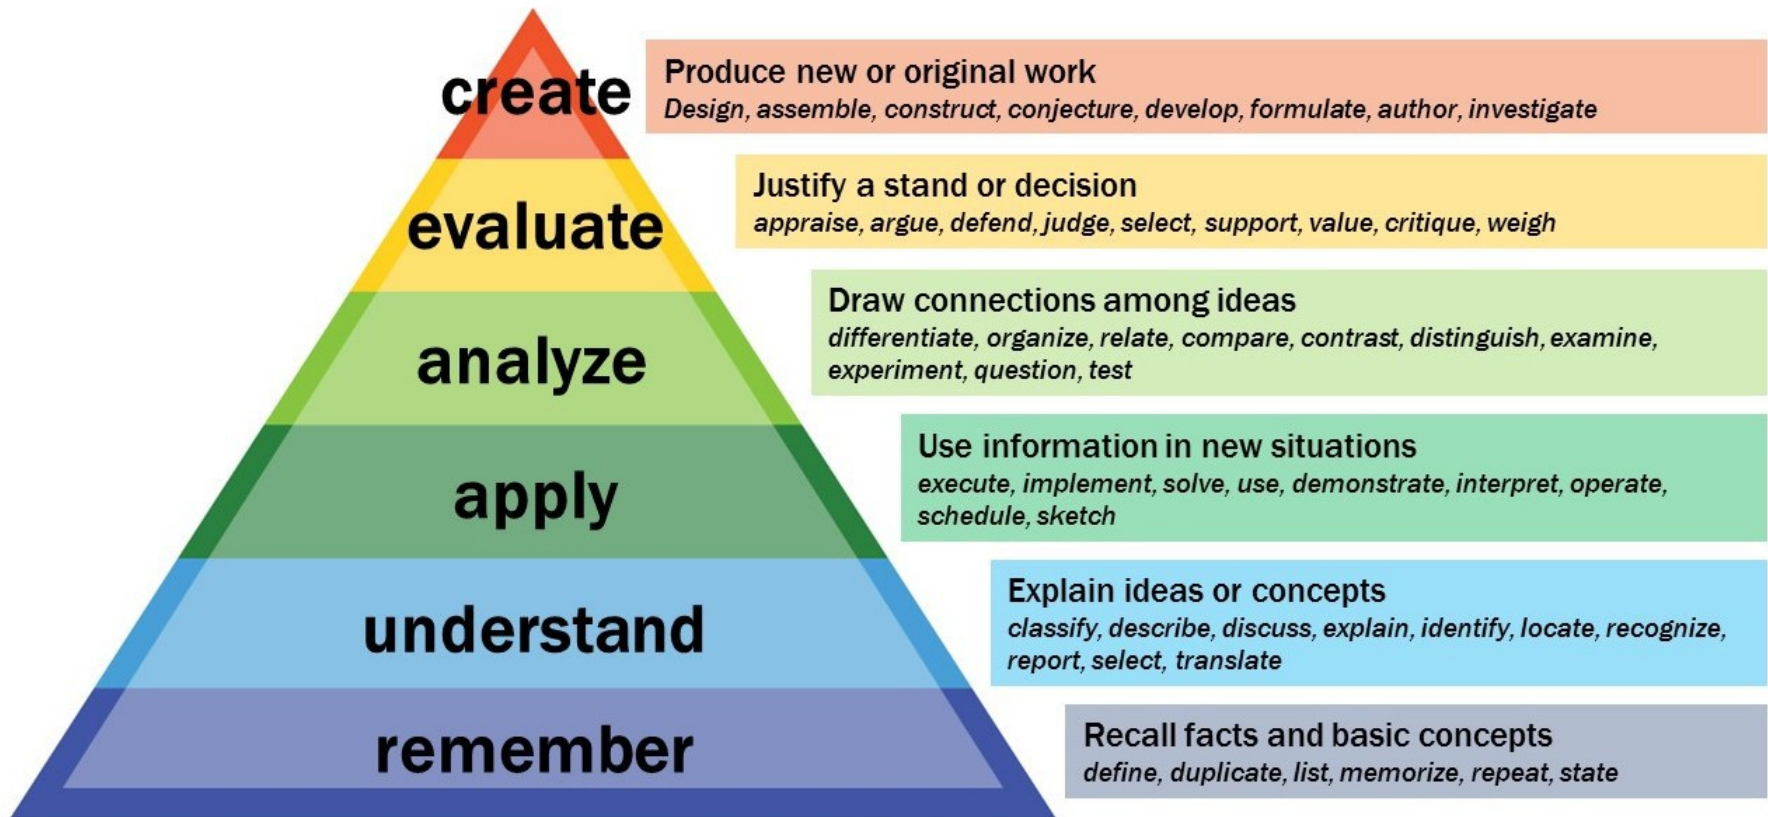 create
Produce new or original work
Design, assemble, construct, conjecture, develop, formulate, author, investigate
evaluate
Justify a stand or decision
appraise, argue, defend, judge, select, support, value, critique, weigh
analyze
Draw connections among ideas
differentiate, organize, relate, compare, contrast, distinguish, examine,
experiment, question, test
apply
Use information in new situations
execute, implement, solve, use, demonstrate, interpret, operate,
schedule, sketch
understand
Explain ideas or concepts
classify, describe, discuss, explain, identify, locate, recognize,
report, select, translate
remember
Recall facts and basic concepts
define, duplicate, list, memorize, repeat, state